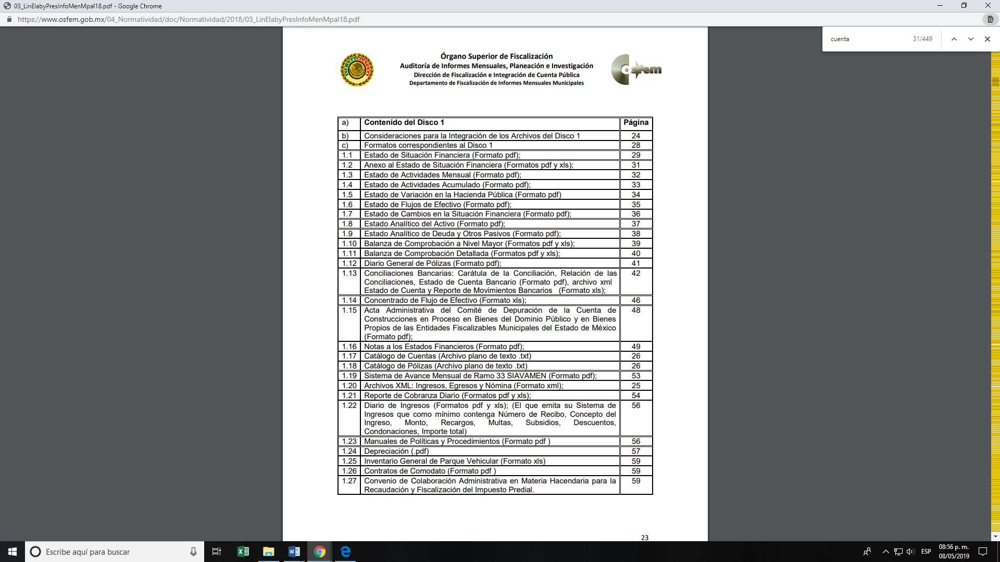 03_LinElabyPresInfoMenMpal18.pdf - Google Chrome
https://www.osfem.gob.mx/04_Normatividad/doc/Normatividad/2018/03_LinElabyPresInfoMenMpal18.pdf
cuenta 31/449
Órgano Superior de Fiscalización
Auditoría de Informes Mensuales, Planeación e Investigación
Dirección de Fiscalización e Integración de Cuenta Pública
Departamento de Fiscalización de Informes Mensuales Municipales
osfem
a) Contenido del Disco 1 Página
b) Consideraciones para la Integración de los Archivos del Disco 1 24
c) Formatos correspondientes al Disco 1 28
1.1 Estado de Situación Financiera (Formato pdf); 29
1.2 Anexo al Estado de Situación Financiera (Formatos pdf y xls); 31
1.3 Estado de Actividades Mensual (Formato pdf); 32
1.4 Estado de Actividades Acumulado (Formato pdf); 33
1.5 Estado de Variación en la Hacienda Pública (Formato pdf) 34
1.6 Estado de Flujos de Efectivo (Formato pdf); 35
1.7 Estado de Cambios en la Situación Financiera (Formato pdf); 36
1.8 Estado Analítico del Activo (Formato pdf); 37
1.9 Estado Analítico de Deuda y Otros Pasivos (Formato pdf); 38
1.10 Balanza de Comprobación a Nivel Mayor (Formatos pdf y xls); 39
1.11 Balanza de Comprobación Detallada (Formatos pdf y xls); 40
1.12 Diario General de Pólizas (Formato pdf); 41
1.13 Conciliaciones Bancarias: Carátula de la Conciliación, Relación de las 42
Conciliaciones, Estado de Cuenta Bancario (Formato pdf), archivo xml
Estado de Cuenta y Reporte de Movimientos Bancarios (Formato xls);
1.14 Concentrado de Flujo de Efectivo (Formato xls); 46
1.15 Acta Administrativa del Comité de Depuración de la Cuenta de 48
Construcciones en Proceso en Bienes del Dominio Público y en Bienes
Propios de las Entidades Fiscalizables Municipales del Estado de México
(Formato pdf);
1.16 Notas a los Estados Financieros (Formato pdf); 49
1.17 Catálogo de Cuentas (Archivo plano de texto .txt) 26
1.18 Catálogo de Pólizas (Archivo plano de texto .txt) 26
1.19 Sistema de Avance Mensual de Ramo 33 SIAVAMEN (Formato pdf); 53
1.20 Archivos XML: Ingresos, Egresos y Nómina (Formato xml); 25
1.21 Reporte de Cobranza Diario (Formatos pdf y xls); 54
1.22 Diario de Ingresos (Formatos pdf y xls); (El que emita su Sistema de 56
Ingresos que como mínimo contenga Número de Recibo, Concepto del
Ingreso, Monto, Recargos, Multas, Subsidios, Descuentos,
Condonaciones, Importe total)
1.23 Manuales de Políticas y Procedimientos (Formato pdf ) 56
1.24 Depreciación (.pdf) 57
1.25 Inventario General de Parque Vehicular (Formato xls) 59
1.26 Contratos de Comodato (Formato pdf ) 59
1.27 Convenio de Colaboración Administrativa en Materia Hacendaria para la 59
Recaudación y Fiscalización del Impuesto Predial.
23
Escribe aquí para buscar
ESP
08:56 p. m.
08/05/2019